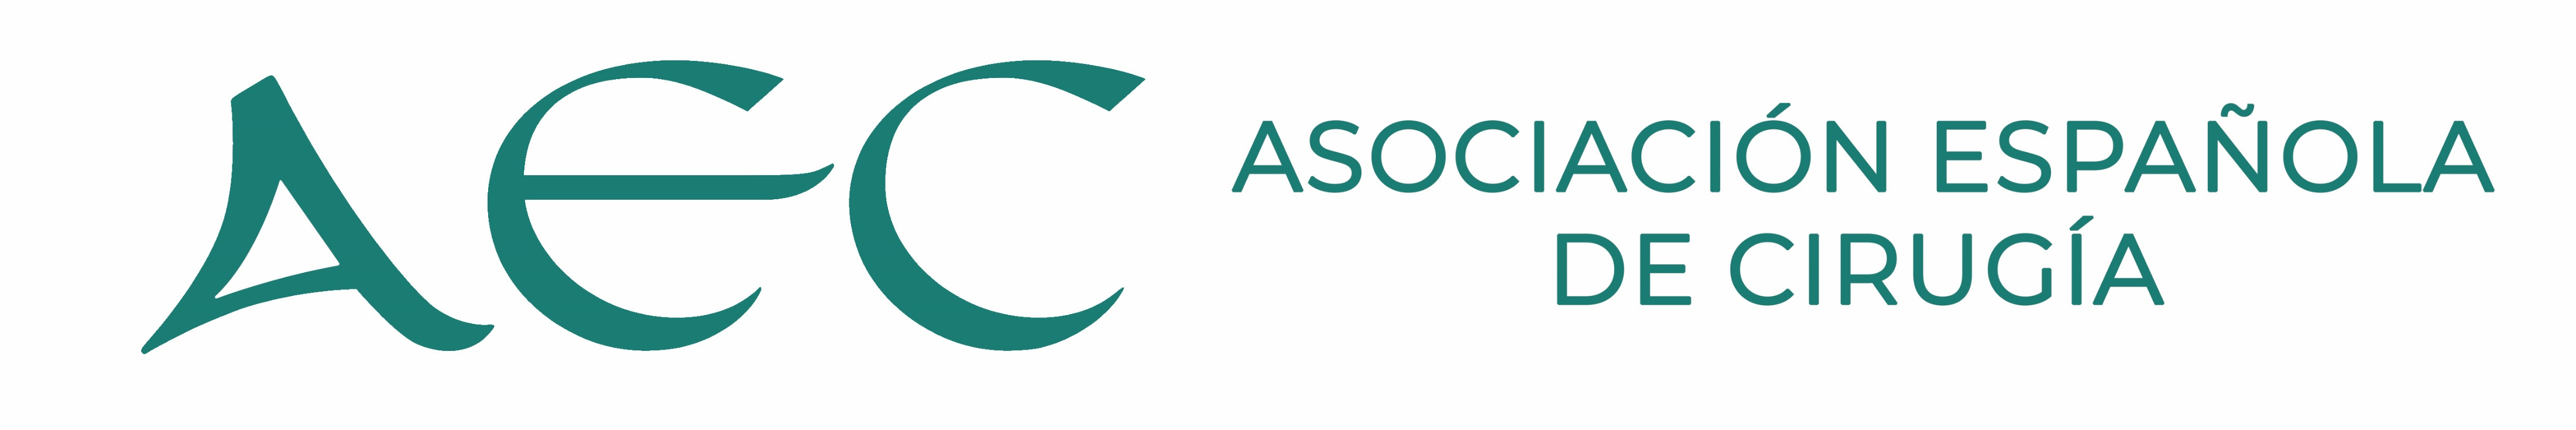 AEC
ASOCIACIÓN ESPAÑOLA
DE CIRUGÍA